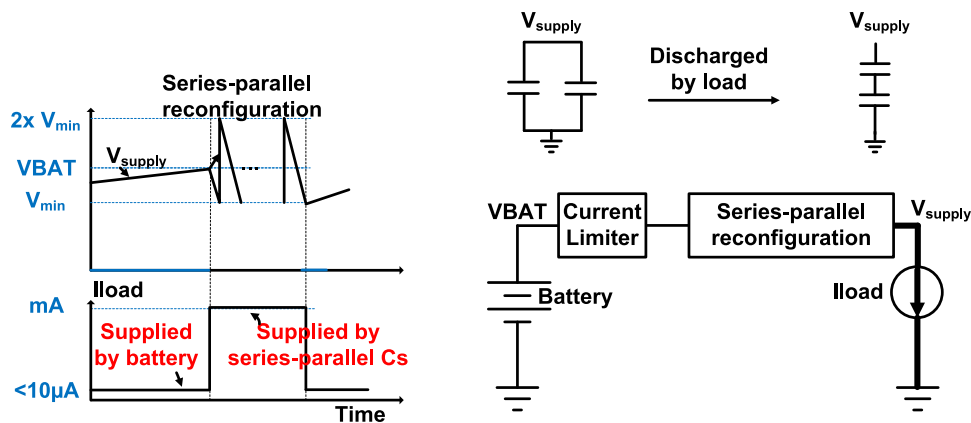 Series-parallel
reconfiguration
2x Vmin
Vsupply
VBAT
...
Vmin
Iload
mA
Supplied
by battery
Supplied by
series-parallel Cs
<10µA
Time
Vsupply
Discharged
by load
Vsupply
VBAT
Current
Limiter
Series-parallel
reconfiguration
Vsupply
Battery
Iload